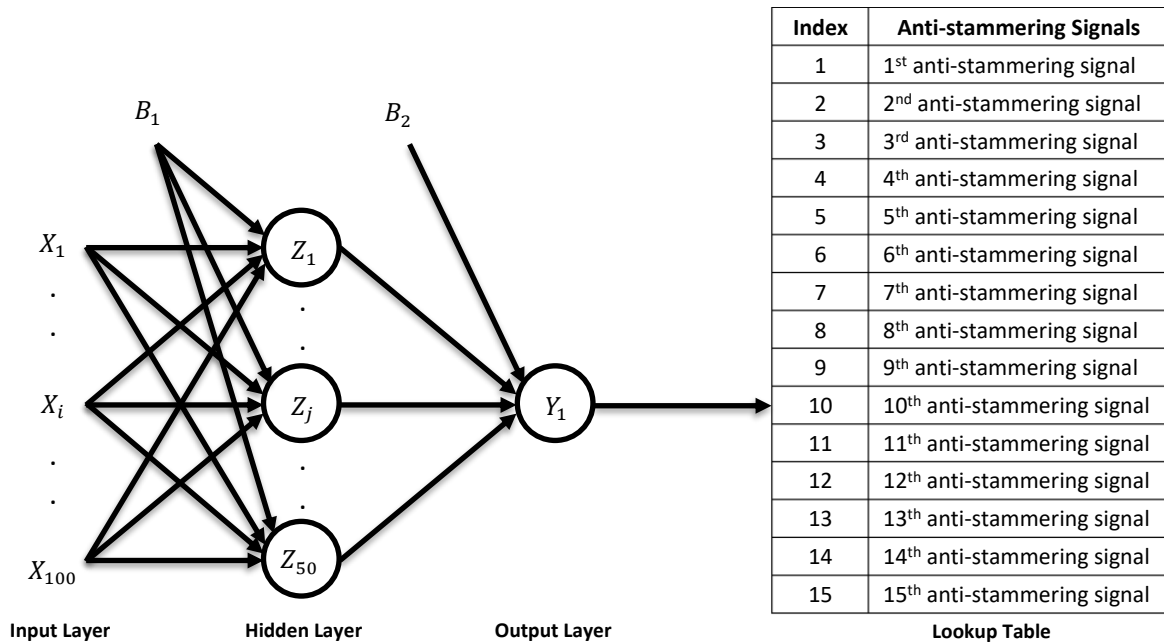 Index Anti-stammering Signals
1 1st anti-stammering signal
2 2nd anti-stammering signal
3 3rd anti-stammering signal
4 4th anti-stammering signal
5 5th anti-stammering signal
6 6th anti-stammering signal
7 7th anti-stammering signal
8 8th anti-stammering signal
9 9th anti-stammering signal
10 10th anti-stammering signal
11 11th anti-stammering signal
12 12th anti-stammering signal
13 13th anti-stammering signal
14 14th anti-stammering signal
15 15th anti-stammering signal
B1 B2
X1 Z1
.
.
.
.
Xi Zj Y1
.
.
.
.
X100 Z50
Input Layer Hidden Layer Output Layer Lookup Table